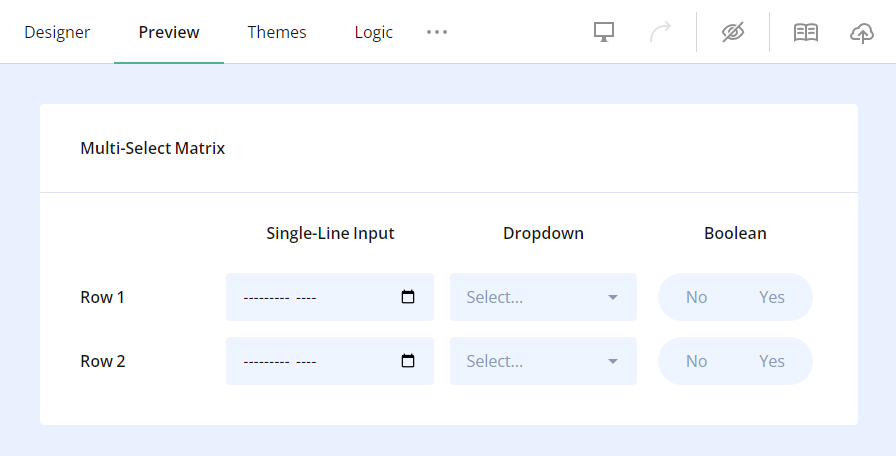 Designer Preview Themes Logic
Multi-Select Matrix
Single-Line Input Dropdown Boolean
Row 1 --------- ---- Select... No Yes
Row 2 --------- ---- Select... No Yes